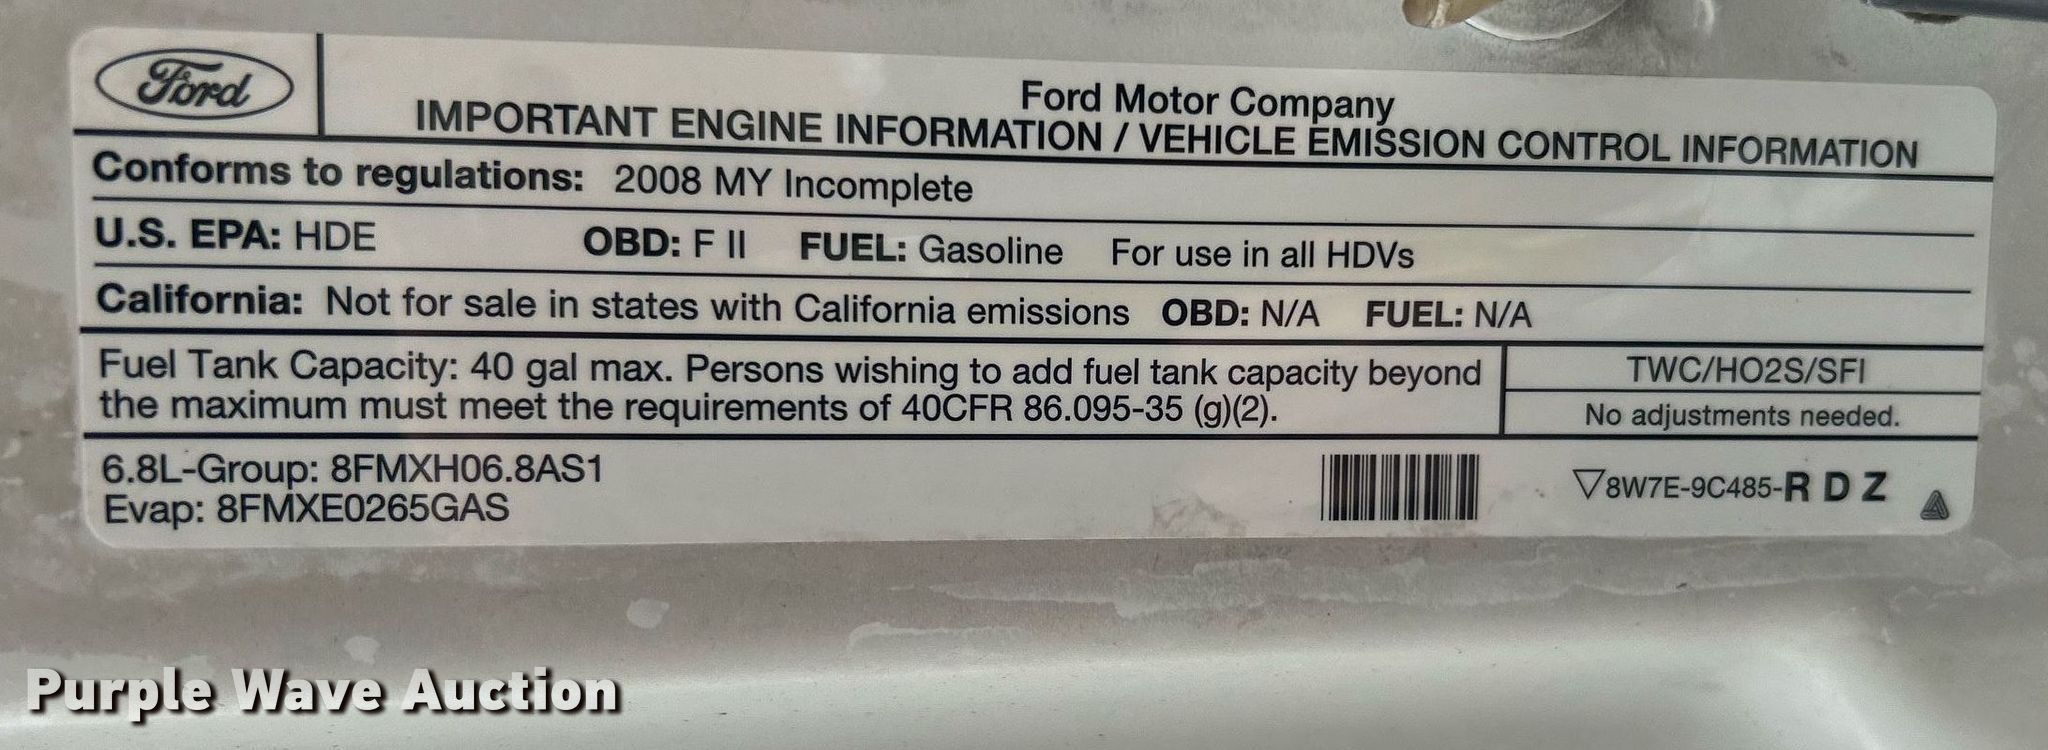 Ford
Ford Motor Company
IMPORTANT ENGINE INFORMATION / VEHICLE EMISSION CONTROL INFORMATION
Conforms to regulations: 2008 MY Incomplete
U.S. EPA: HDE OBD: F II FUEL: Gasoline For use in all HDVs
California: Not for sale in states with California emissions OBD: N/A FUEL: N/A
Fuel Tank Capacity: 40 gal max. Persons wishing to add fuel tank capacity beyond
the maximum must meet the requirements of 40CFR 86.095-35 (g)(2).
TWC/HO2S/SFI
No adjustments needed.
6.8L-Group: 8FMXH06.8AS1
Evap: 8FMXE0265GAS
▽8W7E-9C485-R D Z
Purple Wave Auction